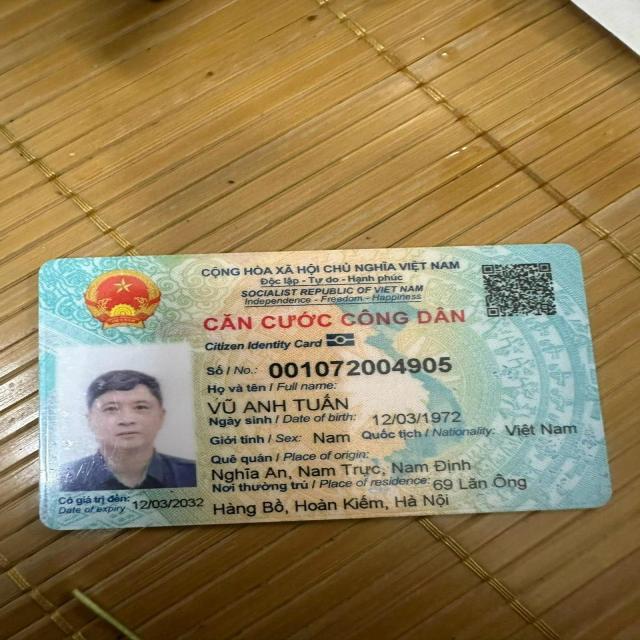 CỘNG HÒA XÃ HỘI CHỦ NGHĨA VIỆT NAM
Độc lập - Tự do - Hạnh phúc
SOCIALIST REPUBLIC OF VIET NAM
Independence - Freedom - Happiness
CĂN CƯỚC CÔNG DÂN
Citizen Identity Card
Số / No.: 001072004905
Họ và tên / Full name:
VŨ ANH TUẤN
Ngày sinh / Date of birth: 12/03/1972
Giới tính / Sex: Nam Quốc tịch / Nationality: Việt Nam
Quê quán / Place of origin:
Nghĩa An, Nam Trực, Nam Định
Nơi thường trú / Place of residence: 69 Lãn Ông
Hàng Bồ, Hoàn Kiếm, Hà Nội
Có giá trị đến: 12/03/2032
Date of expiry